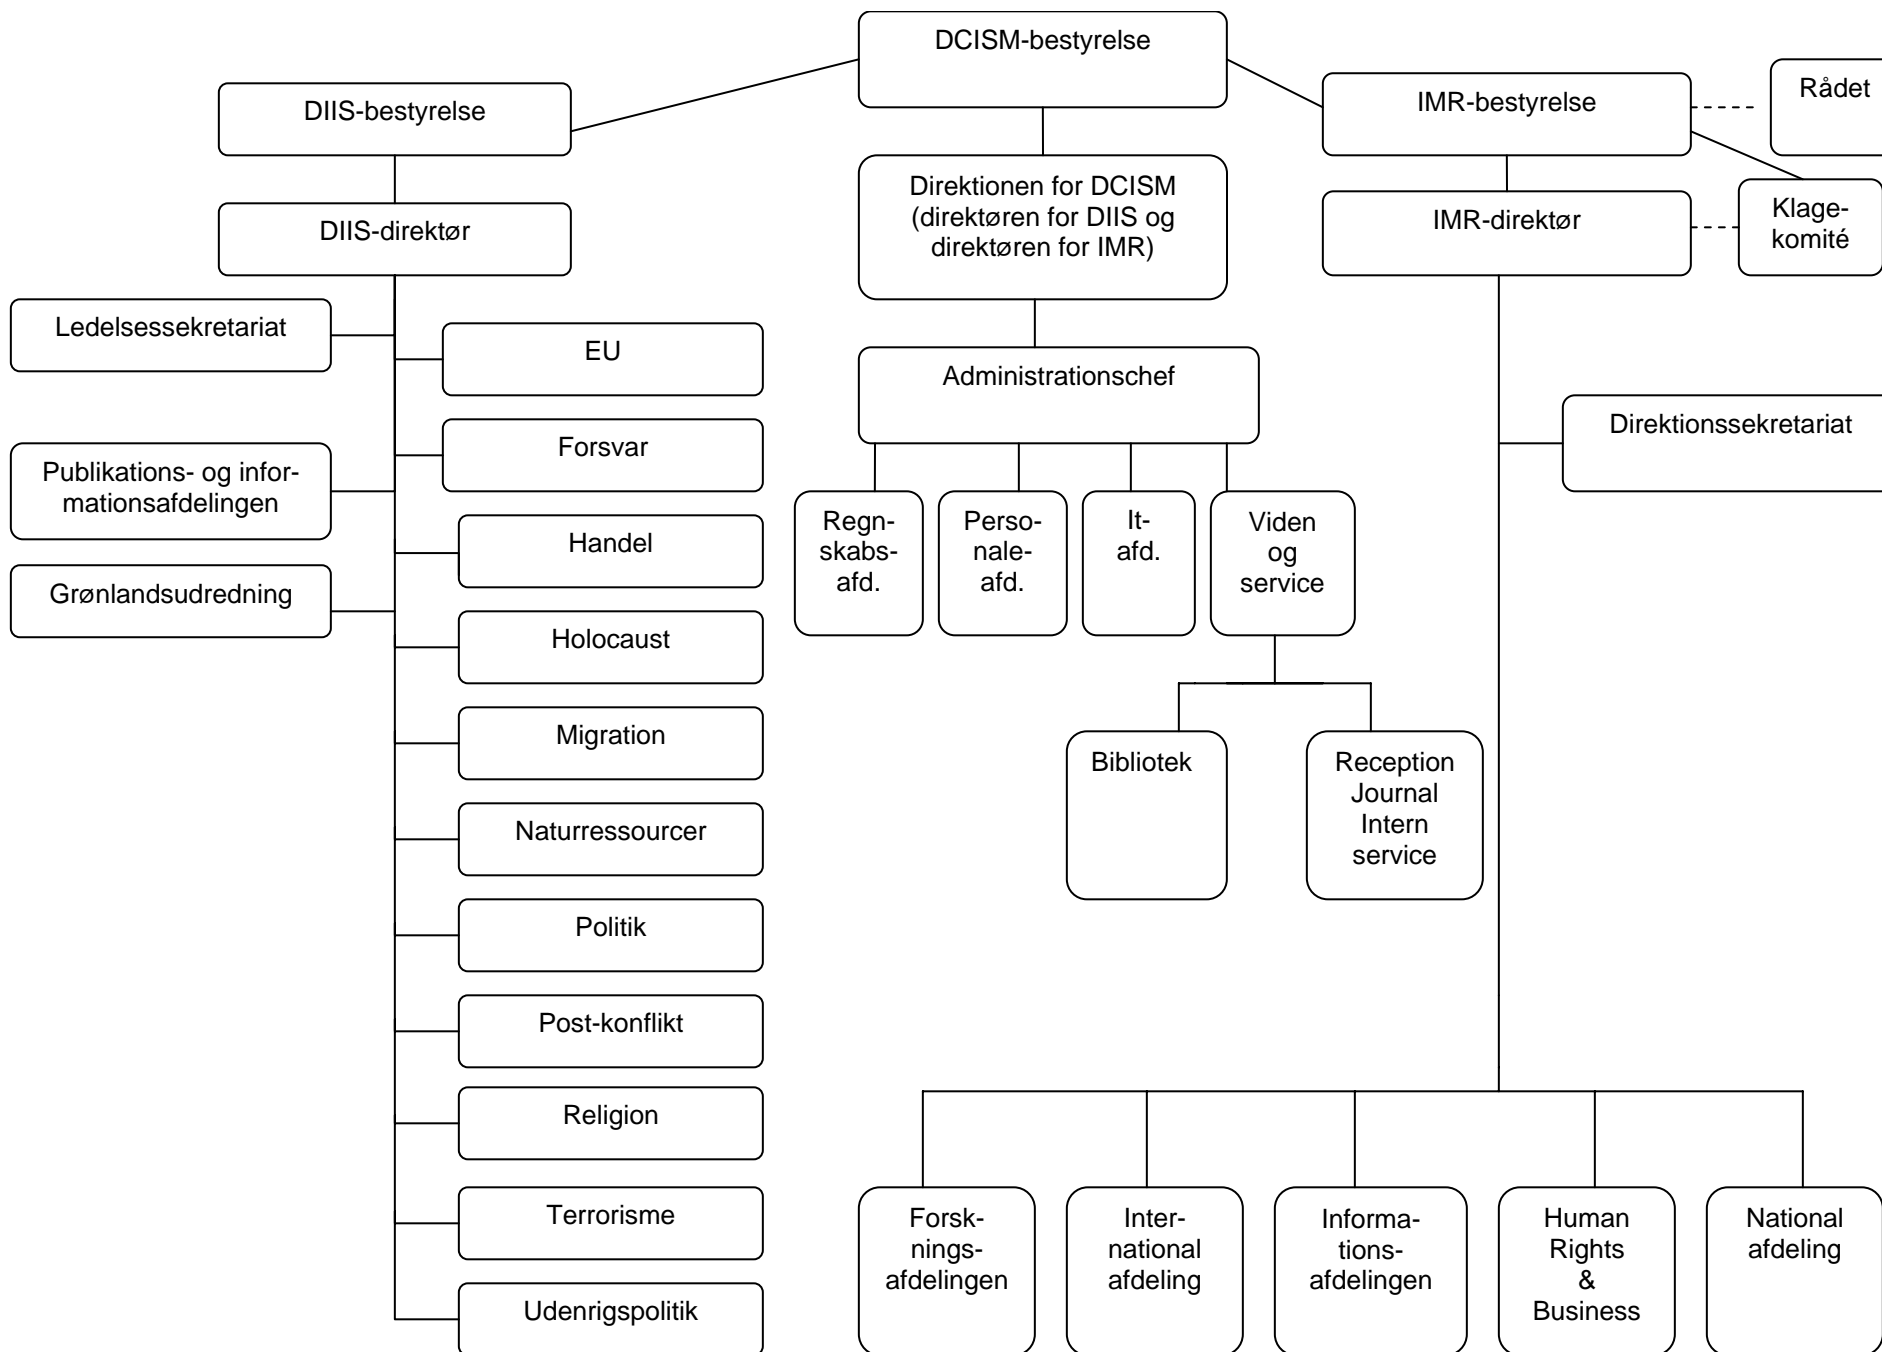 DCISM-bestyrelse
DIIS-bestyrelse
IMR-bestyrelse
Rådet
Direktionen for DCISM
(direktøren for DIIS og
direktøren for IMR)
DIIS-direktør
IMR-direktør
Klage-
komité
Ledelsessekretariat
EU
Administrationschef
Forsvar
Direktionssekretariat
Publikations- og infor-
mationsafdelingen
Handel
Regn-
skabs-
afd.
Perso-
nale-
afd.
It-
afd.
Viden
og
service
Grønlandsudredning
Holocaust
Migration
Bibliotek
Reception
Journal
Intern
service
Naturressourcer
Politik
Post-konflikt
Religion
Terrorisme
Udenrigspolitik
Forsk-
nings-
afdelingen
Inter-
national
afdeling
Informa-
tions-
afdelingen
Human
Rights
&
Business
National
afdeling